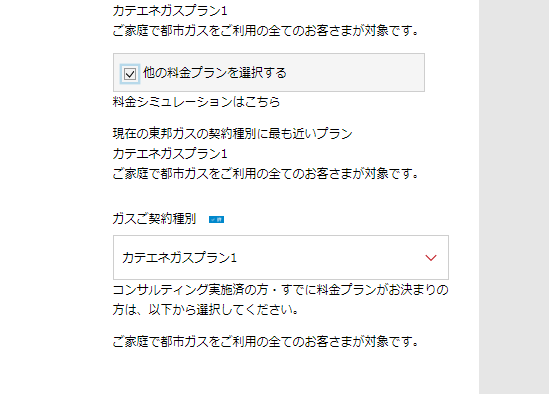 カテエネガスプラン1
ご家庭で都市ガスをご利用の全てのお客さまが対象です。
他の料金プランを選択する
料金シミュレーションはこちら
現在の東邦ガスの契約種別に最も近いプラン
カテエネガスプラン1
ご家庭で都市ガスをご利用の全てのお客さまが対象です。
ガスご契約種別
カテエネガスプラン1
コンサルティング実施済の方・すでに料金プランがお決まりの
方は、以下から選択してください。
ご家庭で都市ガスをご利用の全てのお客さまが対象です。